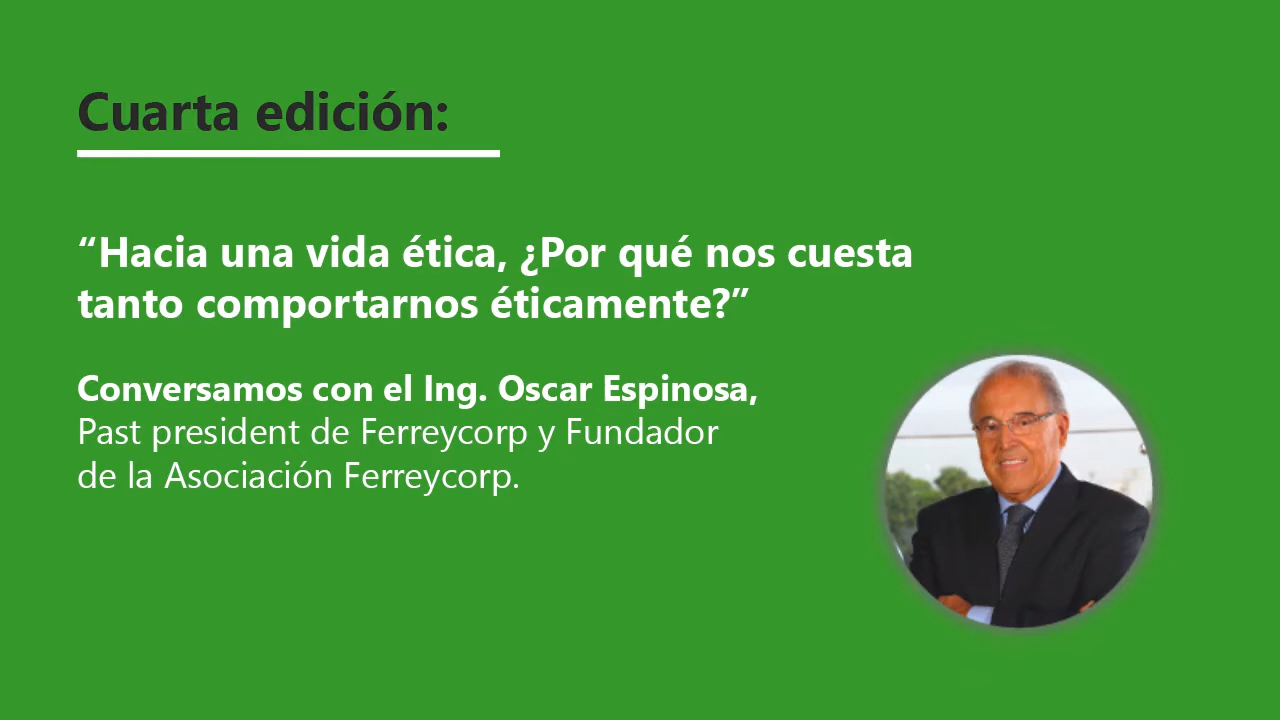 Cuarta edición:
“Hacia una vida ética, ¿Por qué nos cuesta
tanto comportarnos éticamente?”
Conversamos con el Ing. Oscar Espinosa,
Past president de Ferreycorp y Fundador
de la Asociación Ferreycorp.